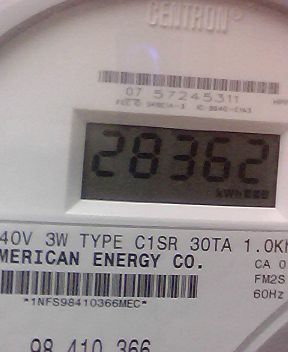 CENTRON®
07 57245311
28362
kWh
40V 3W TYPE C1SR 30TA 1.0Kh
MERICAN ENERGY CO.
CA 0
FM2S
*1NFS98410366MEC*
60Hz
98 410 366